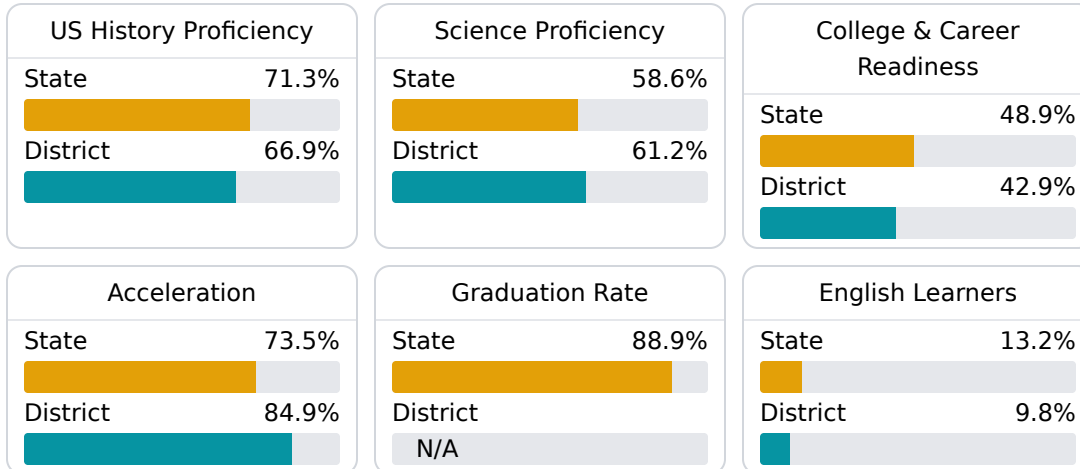 US History Proficiency
State 71.3%
District 66.9%
Science Proficiency
State 58.6%
District 61.2%
College & Career
Readiness
State 48.9%
District 42.9%
Acceleration
State 73.5%
District 84.9%
Graduation Rate
State 88.9%
District
N/A
English Learners
State 13.2%
District 9.8%